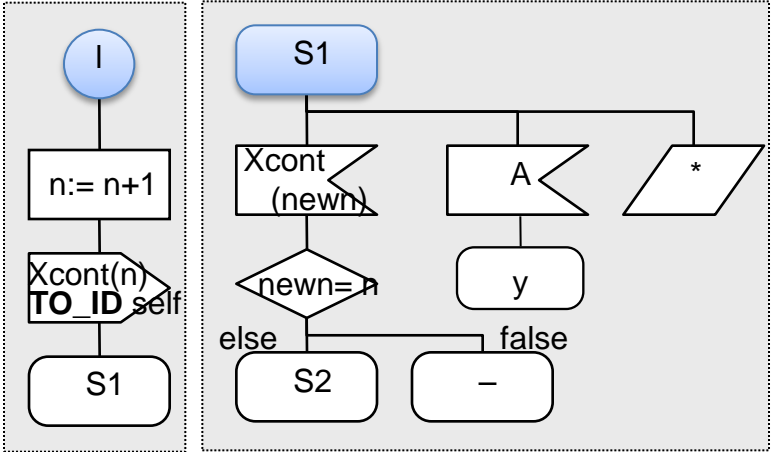 I
n:= n+1
Xcont(n)
TO_ID self
S1
S1
Xcont
(newn)
A
*
newn= n
y
else
false
S2
–